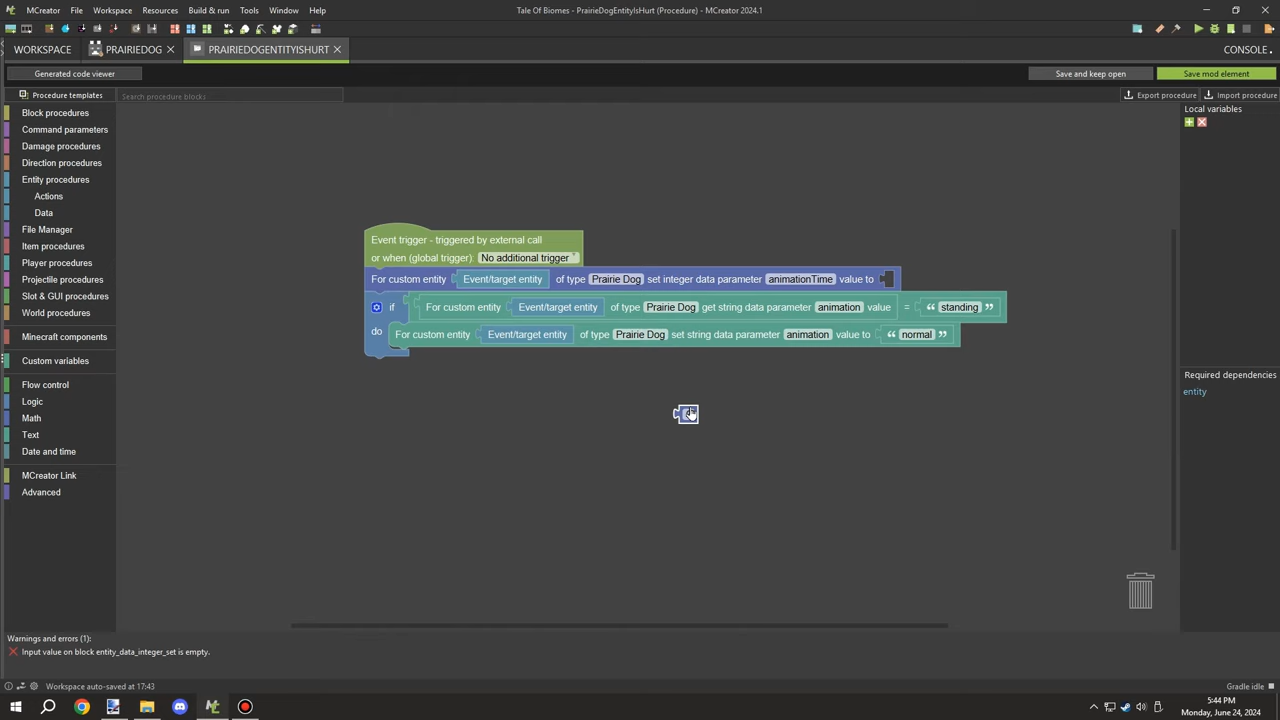 MCreator File Workspace Resources Build & run Tools Window Help
Tale Of Biomes - PrairieDogEntityIsHurt (Procedure) - MCreator 2024.1
WORKSPACE PRAIRIEDOG PRAIRIEDOGENTITYISHURT CONSOLE
Generated code viewer Save and keep open Save mod element
Procedure templates Search procedure blocks Export procedure Import procedure
Block procedures
Command parameters
Damage procedures
Direction procedures
Entity procedures
Actions
Data
File Manager
Item procedures
Player procedures
Projectile procedures
Slot & GUI procedures
World procedures
Minecraft components
Custom variables
Flow control
Logic
Math
Text
Date and time
MCreator Link
Advanced
Event trigger - triggered by external call
or when (global trigger): No additional trigger
For custom entity Event/target entity of type Prairie Dog set integer data parameter animationTime value to
if For custom entity Event/target entity of type Prairie Dog get string data parameter animation value = “ standing ”
do For custom entity Event/target entity of type Prairie Dog set string data parameter animation value to “ normal ”
Local variables
Required dependencies
entity
Warnings and errors (1):
Input value on block entity_data_integer_set is empty.
Workspace auto-saved at 17:43 Gradle idle
5:44 PM
Monday, June 24, 2024